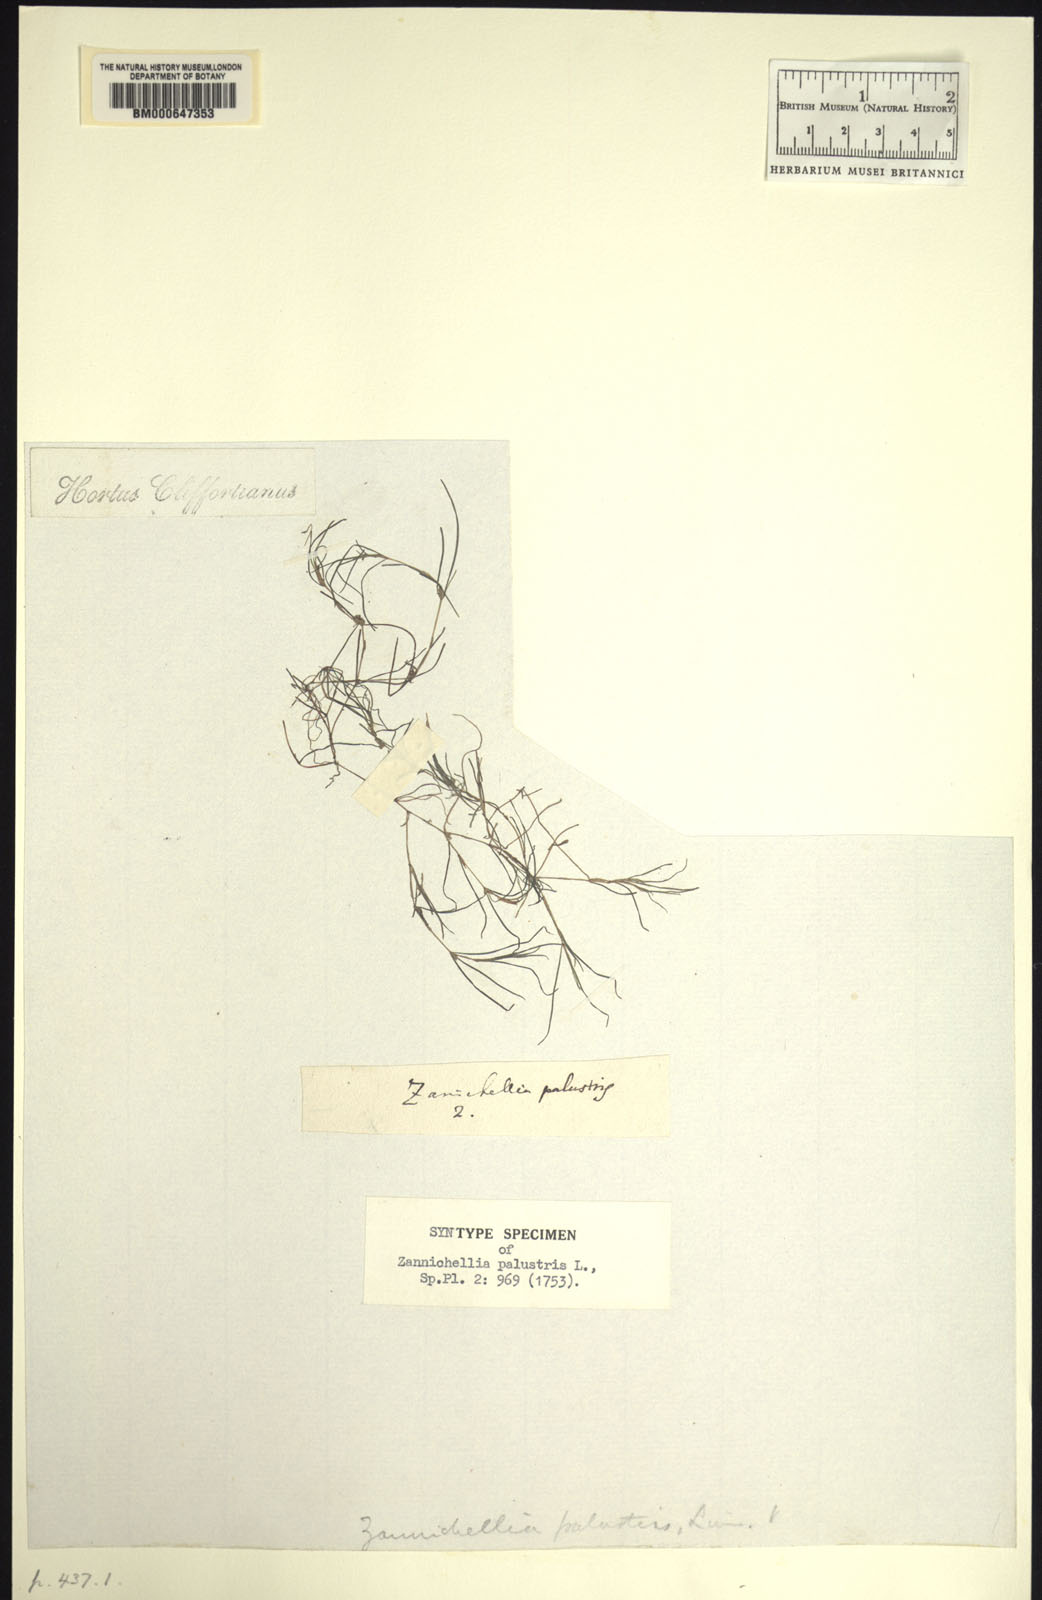 THE NATURAL HISTORY MUSEUM, LONDON
DEPARTMENT OF BOTANY
BM000647353
1 2
BRITISH MUSEUM (NATURAL HISTORY)
1 2 3 4 5
HERBARIUM MUSEI BRITANNICI
Hortus Cliffortianus
Zanichellia palustris
2.
SYNTYPE SPECIMEN
of
Zannichellia palustris L.,
Sp.Pl. 2: 969 (1753).
Zannichellia palustris, Linn.
p. 437. 1.